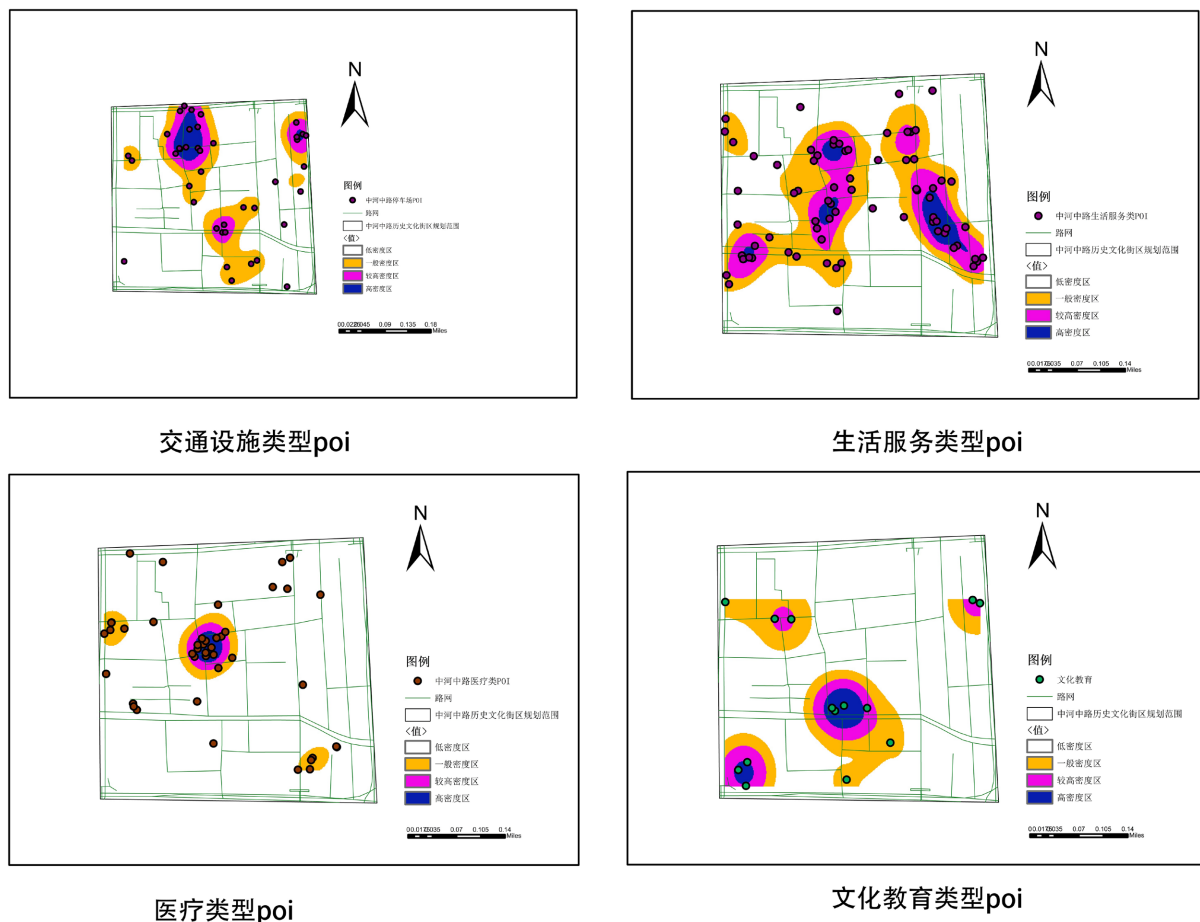 N
图例
中河中路停车场POI
路网
中河中路历史文化街区规划范围
<值>
低密度区
一般密度区
较高密度区
高密度区
0.09
0.135
0.18
Miles
交通设施类型poi
N
图例
中河中路生活服务类POI
路网
中河中路历史文化街区规划范围
<值>
低密度区
一般密度区
较高密度区
高密度区
0.07
0.105
0.14
Miles
生活服务类型poi
N
图例
中河中路医疗类POI
路网
中河中路历史文化街区规划范围
<值>
低密度区
一般密度区
较高密度区
高密度区
0.07
0.105
0.14
Miles
医疗类型poi
N
图例
文化教育
路网
中河中路历史文化街区规划范围
<值>
低密度区
一般密度区
较高密度区
高密度区
0.07
0.105
0.14
Miles
文化教育类型poi